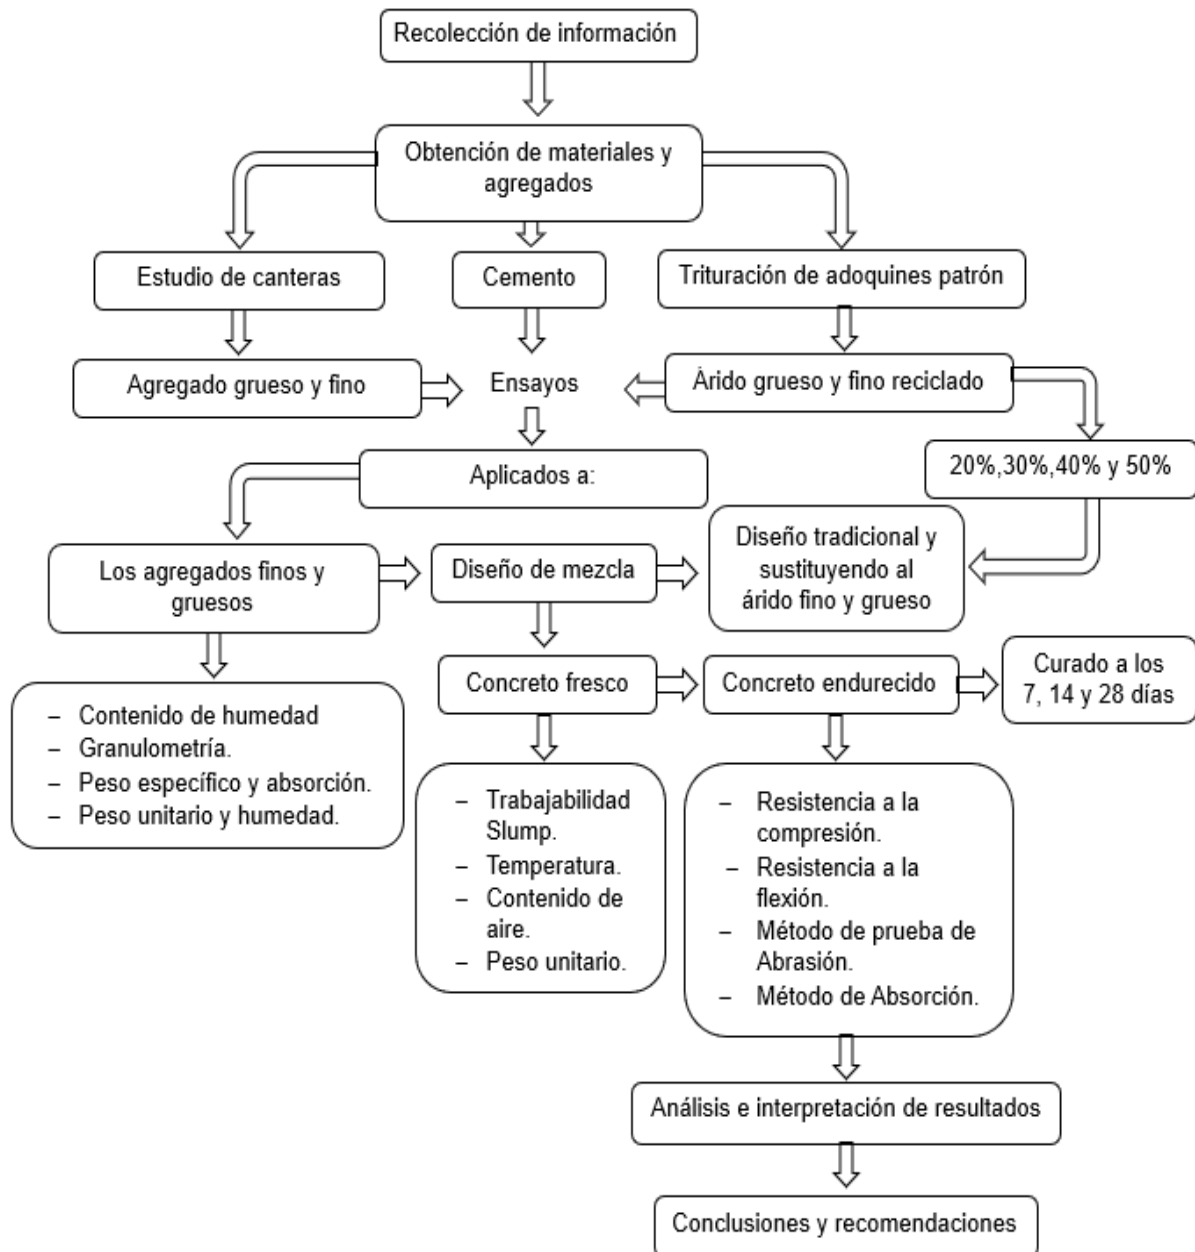 Recolección de información
Obtención de materiales y
agregados
Estudio de canteras
Cemento
Trituración de adoquines patrón
Agregado grueso y fino
Ensayos
Árido grueso y fino reciclado
20%,30%,40% y 50%
Aplicados a:
Los agregados finos y
gruesos
Diseño de mezcla
Diseño tradicional y
sustituyendo al
árido fino y grueso
Concreto fresco
Concreto endurecido
Curado a los
7, 14 y 28 días
– Contenido de humedad
– Granulometría.
– Peso específico y absorción.
– Peso unitario y humedad.
– Trabajabilidad
Slump.
– Temperatura.
– Contenido de
aire.
– Peso unitario.
– Resistencia a la
compresión.
– Resistencia a la
flexión.
– Método de prueba de
Abrasión.
– Método de Absorción.
Análisis e interpretación de resultados
Conclusiones y recomendaciones